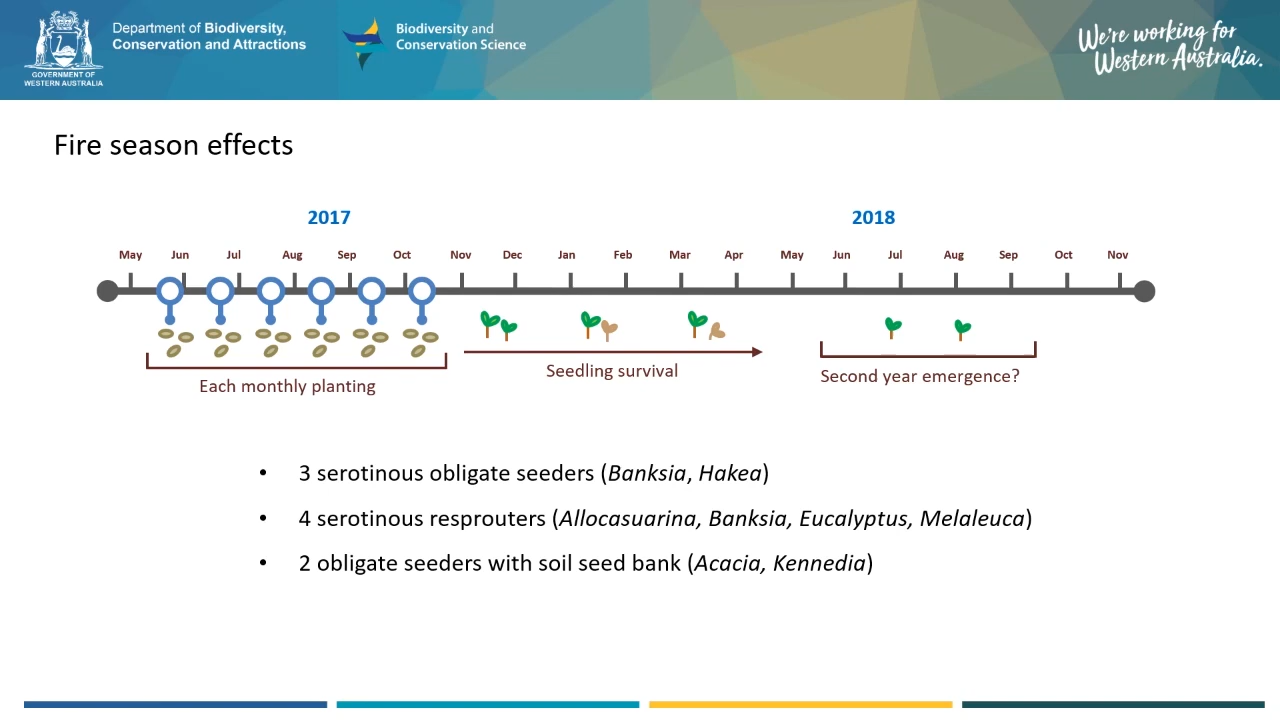 GOVERNMENT OF
WESTERN AUSTRALIA
Department of Biodiversity,
Conservation and Attractions
Biodiversity and
Conservation Science
We're working for
Western Australia.
Fire season effects
2017 2018
May Jun Jul Aug Sep Oct Nov Dec Jan Feb Mar Apr May Jun Jul Aug Sep Oct Nov
Each monthly planting
Seedling survival
Second year emergence?
• 3 serotinous obligate seeders (Banksia, Hakea)
• 4 serotinous resprouters (Allocasuarina, Banksia, Eucalyptus, Melaleuca)
• 2 obligate seeders with soil seed bank (Acacia, Kennedia)